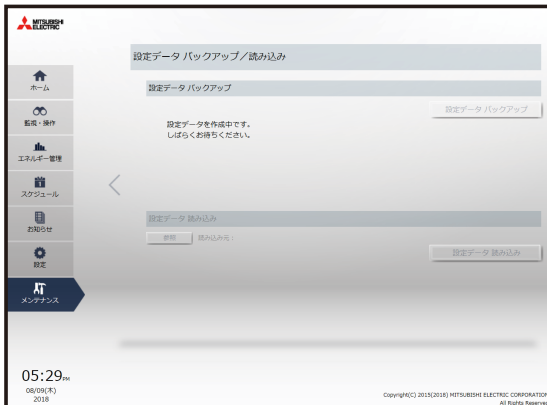 MITSUBISHI
ELECTRIC
設定データ バックアップ／読み込み
ホーム
監視・操作
エネルギー管理
スケジュール
お知らせ
設定
メンテナンス
設定データ バックアップ
設定データ バックアップ
設定データを作成中です。
しばらくお待ちください。
設定データ 読み込み
参照 読み込み元：
設定データ 読み込み
05:29PM
08/09(木)
2018
Copyright(C) 2015(2018) MITSUBISHI ELECTRIC CORPORATION
All Rights Reserved